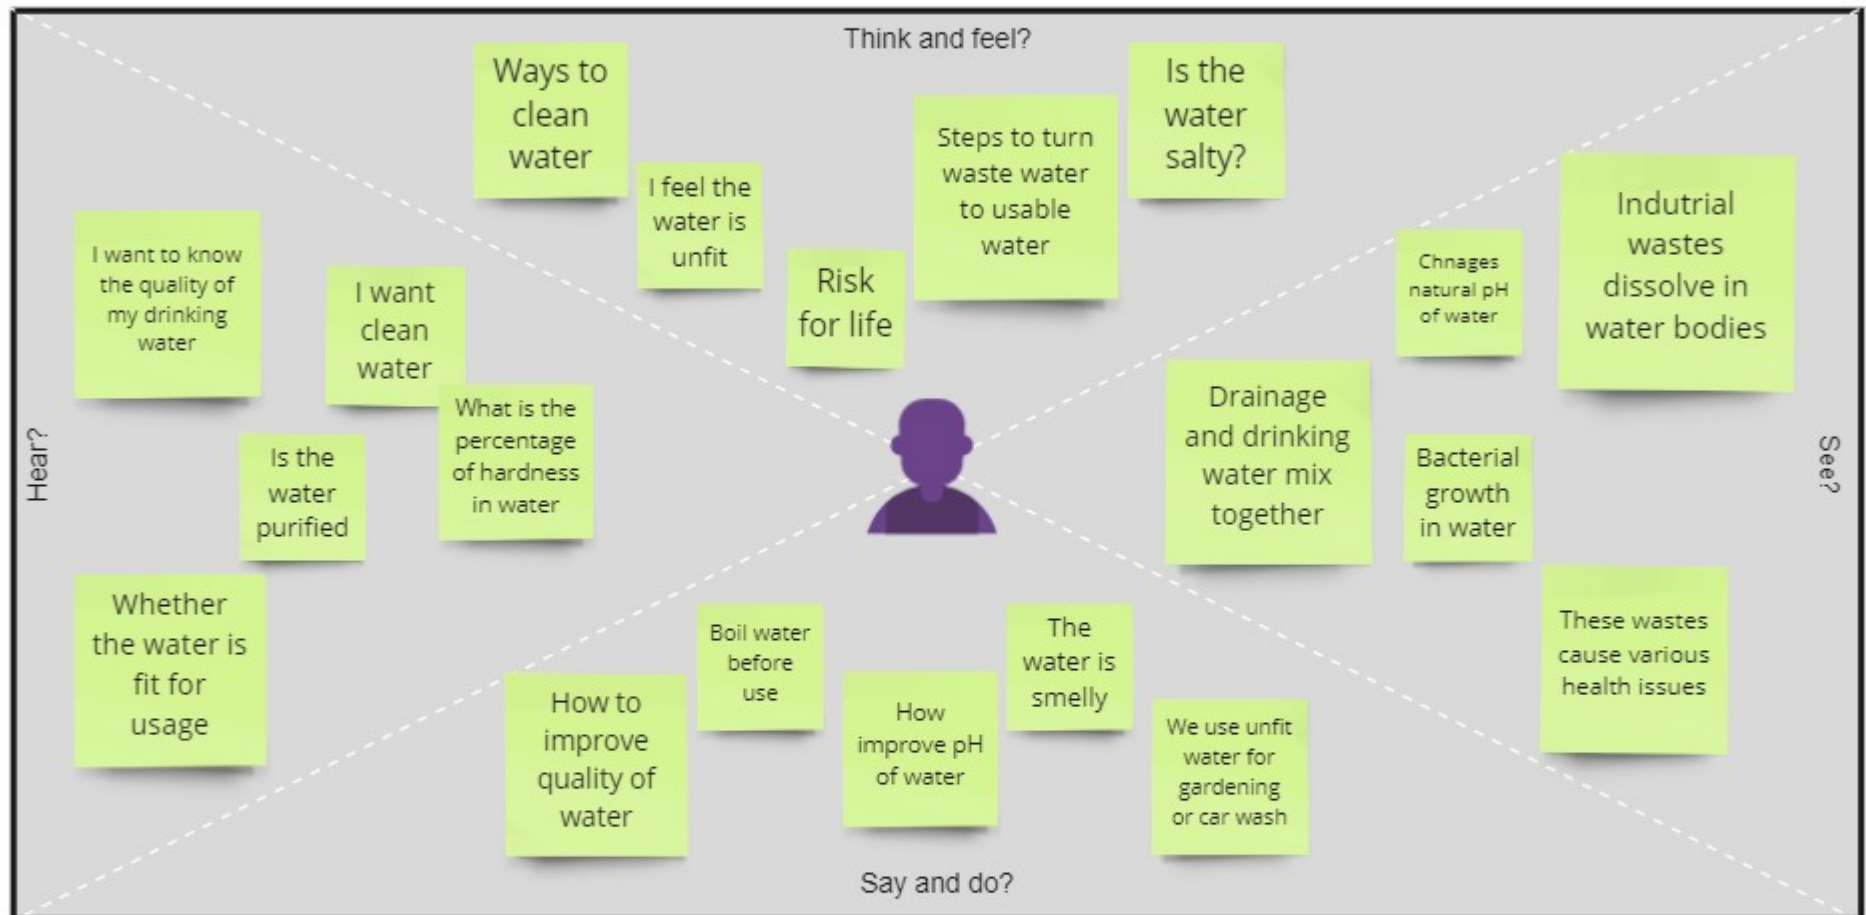 Think and feel?
Ways to
clean
water
I feel the
water is
unfit
Risk
for life
Steps to turn
waste water
to usable
water
Is the
water
salty?
Hear?
I want to know
the quality of
my drinking
water
I want
clean
water
What is the
percentage
of hardness
in water
Is the
water
purified
Whether
the water is
fit for
usage
See?
Chnages
natural pH
of water
Indutrial
wastes
dissolve in
water bodies
Drainage
and drinking
water mix
together
Bacterial
growth
in water
These wastes
cause various
health issues
How to
improve
quality of
water
Boil water
before
use
How
improve pH
of water
The
water is
smelly
We use unfit
water for
gardening
or car wash
Say and do?